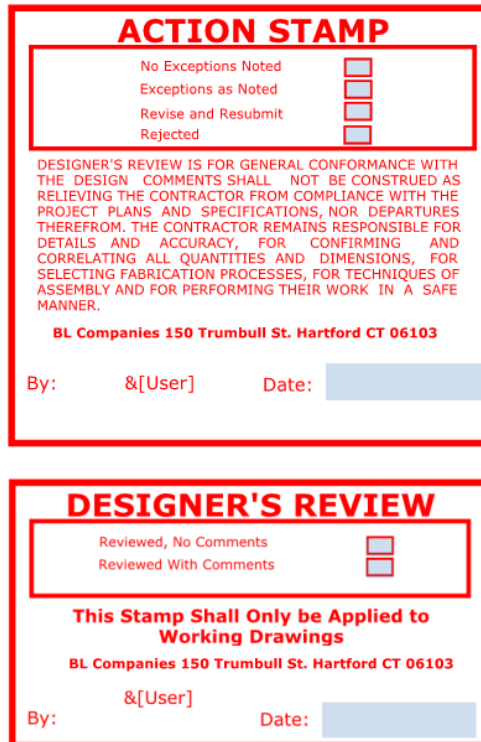 ACTION STAMP
No Exceptions Noted
Exceptions as Noted
Revise and Resubmit
Rejected
DESIGNER'S REVIEW IS FOR GENERAL CONFORMANCE WITH
THE DESIGN COMMENTS SHALL NOT BE CONSTRUED AS
RELIEVING THE CONTRACTOR FROM COMPLIANCE WITH THE
PROJECT PLANS AND SPECIFICATIONS, NOR DEPARTURES
THEREFROM. THE CONTRACTOR REMAINS RESPONSIBLE FOR
DETAILS AND ACCURACY, FOR CONFIRMING AND
CORRELATING ALL QUANTITIES AND DIMENSIONS, FOR
SELECTING FABRICATION PROCESSES, FOR TECHNIQUES OF
ASSEMBLY AND FOR PERFORMING THEIR WORK IN A SAFE
MANNER.
BL Companies 150 Trumbull St. Hartford CT 06103
By: &[User] Date:
DESIGNER'S REVIEW
Reviewed, No Comments
Reviewed With Comments
This Stamp Shall Only be Applied to
Working Drawings
BL Companies 150 Trumbull St. Hartford CT 06103
&[User]
By: Date: